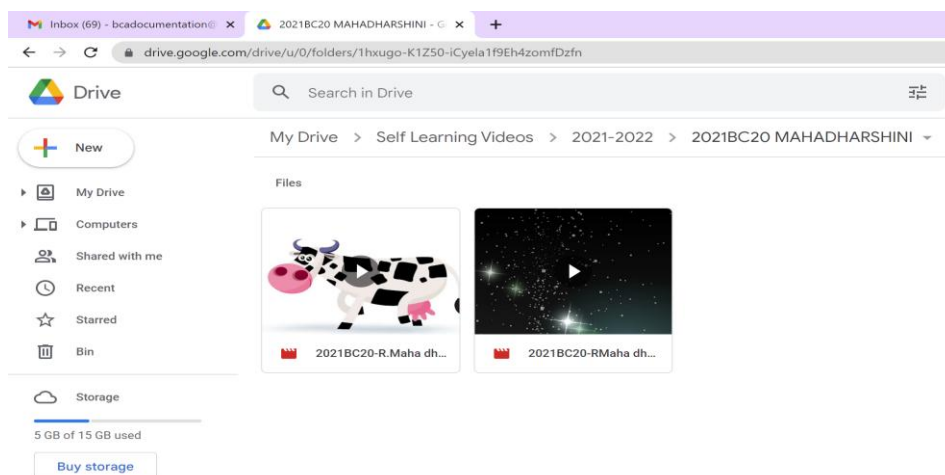 Inbox (69) - bcadocumentation@
2021BC20 MAHADHARSHINI - G
drive.google.com/drive/u/0/folders/1hxugo-K1Z50-iCyela1f9Eh4zomfDzfn
Drive
Search in Drive
New
My Drive > Self Learning Videos > 2021-2022 > 2021BC20 MAHADHARSHINI
My Drive
Computers
Shared with me
Recent
Starred
Bin
Storage
5 GB of 15 GB used
Buy storage
Files
2021BC20-R.Maha dh...
2021BC20-RMaha dh...